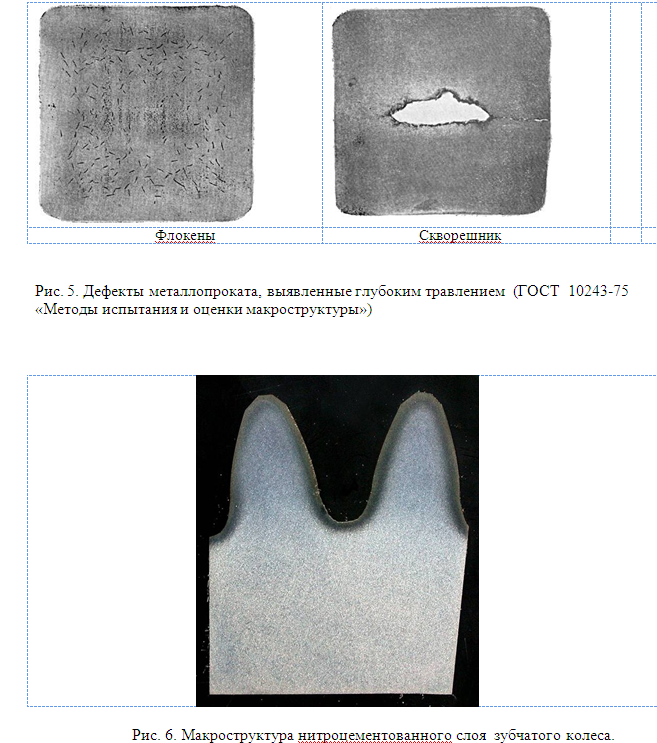 Флокены
Скворешник
Рис. 5. Дефекты металлопроката, выявленные глубоким травлением (ГОСТ 10243-75
«Методы испытания и оценки макроструктуры»)
Рис. 6. Макроструктура нитроцементованного слоя зубчатого колеса.